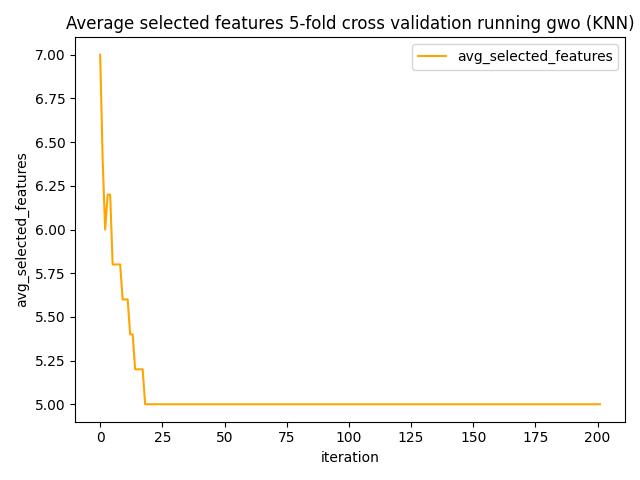 Average selected features 5-fold cross validation running gwo (KNN)
avg_selected_features
7.00
6.75
6.50
6.25
6.00
5.75
5.50
5.25
5.00
avg_selected_features
0 25 50 75 100 125 150 175 200
iteration